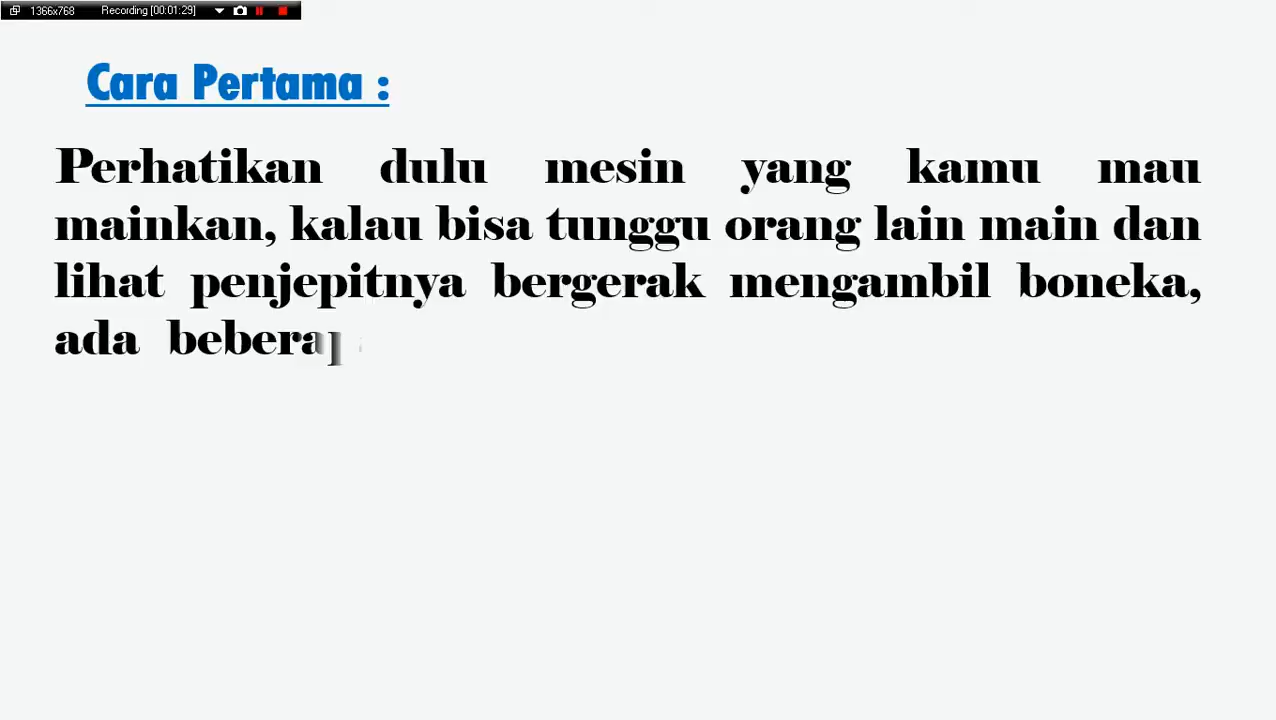 1366x768 Recording [00:01:29]
Cara Pertama :
Perhatikan dulu mesin yang kamu mau
mainkan, kalau bisa tunggu orang lain main dan
lihat penjepitnya bergerak mengambil boneka,
ada